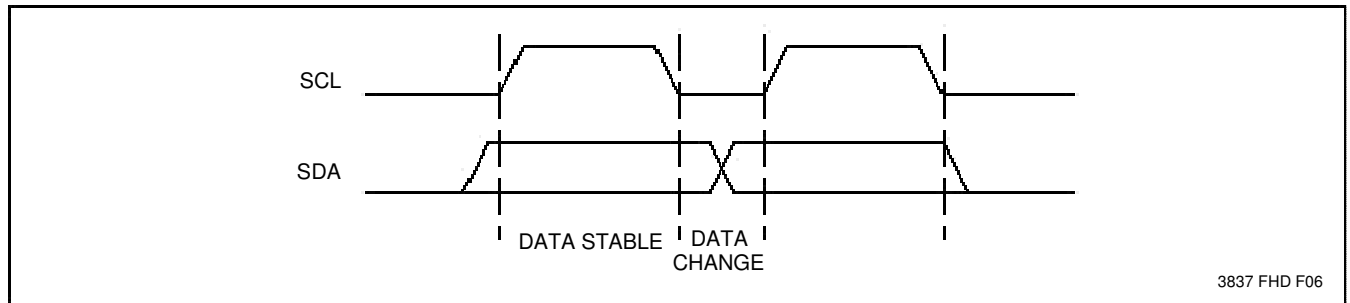 SCL
SDA
DATA STABLE
DATA
CHANGE
3837 FHD F06